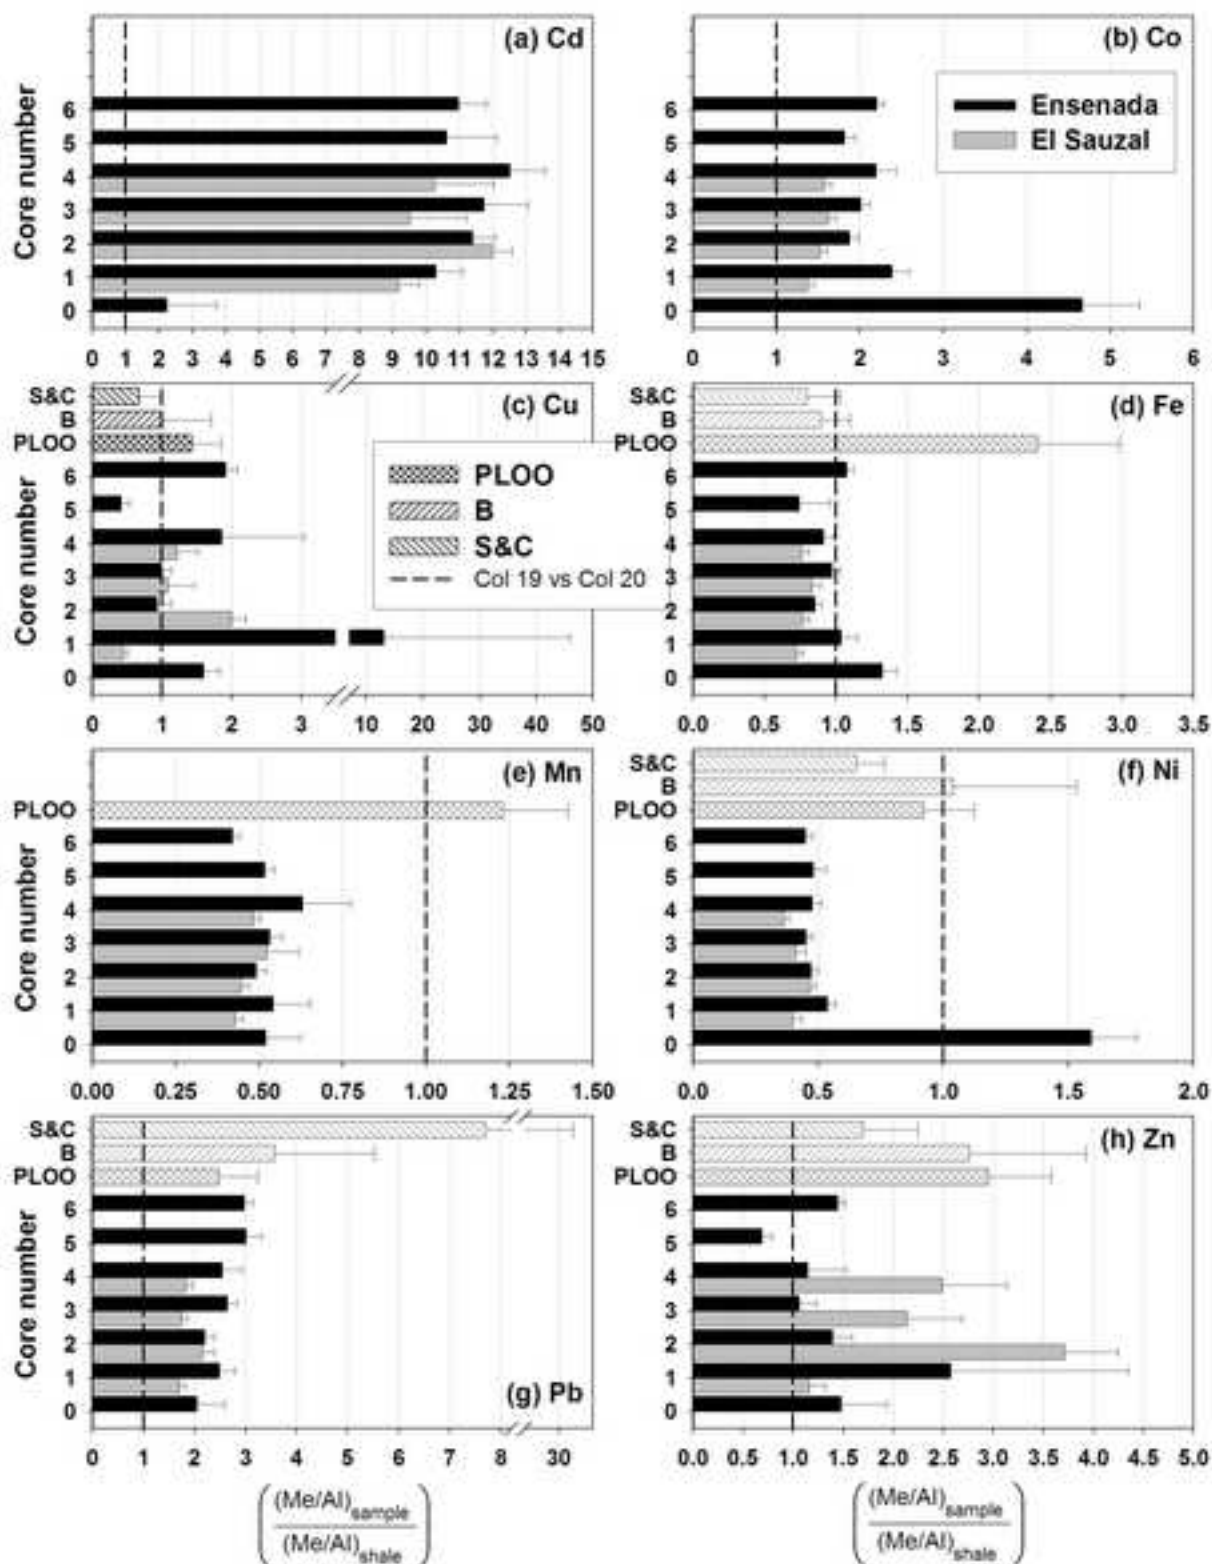 (a) Cd
Core number
6
5
4
3
2
1
0
0 1 2 3 4 5 6 7 8 9 10 11 12 13 14 15
(b) Co
Ensenada
El Sauzal
6
5
4
3
2
1
0
0 1 2 3 4 5 6
(c) Cu
S&C
B
PLOO
Core number
6
5
4
3
2
1
0
PLOO
B
S&C
Col 19 vs Col 20
0 1 2 3 10 20 30 40 50
(d) Fe
S&C
B
PLOO
6
5
4
3
2
1
0
0.0 0.5 1.0 1.5 2.0 2.5 3.0 3.5
(e) Mn
PLOO
Core number
6
5
4
3
2
1
0
0.00 0.25 0.50 0.75 1.00 1.25 1.50
(f) Ni
S&C
B
PLOO
6
5
4
3
2
1
0
0.0 0.5 1.0 1.5 2.0
S&C
B
PLOO
Core number
6
5
4
3
2
1
0
(g) Pb
0 1 2 3 4 5 6 7 8 30
(Me/Al)sample
(Me/Al)shale
(h) Zn
S&C
B
PLOO
6
5
4
3
2
1
0
0.0 0.5 1.0 1.5 2.0 2.5 3.0 3.5 4.0 4.5 5.0
(Me/Al)sample
(Me/Al)shale